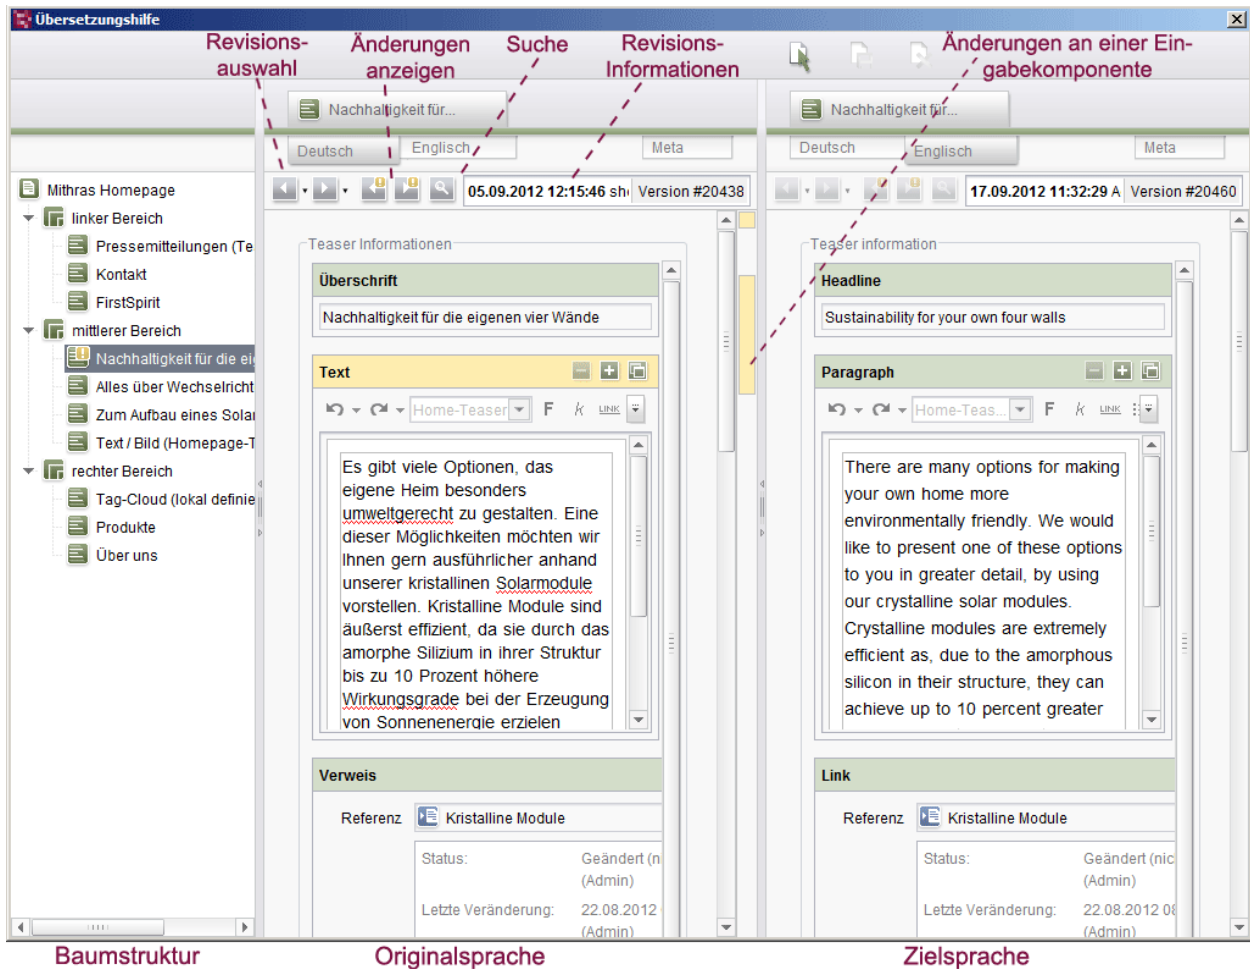 Übersetzungshilfe
Revisions-
auswahl
Änderungen
anzeigen
Suche
Revisions-
Informationen
Änderungen an einer Ein-
gabekomponente
Nachhaltigkeit für...
Nachhaltigkeit für...
Deutsch Englisch Meta
Deutsch Englisch Meta
05.09.2012 12:15:46 Version #20438
17.09.2012 11:32:29 A Version #20460
Mithras Homepage
linker Bereich
Pressemitteilungen (Te
Kontakt
FirstSpirit
mittlerer Bereich
Nachhaltigkeit für die ei
Alles über Wechselricht
Zum Aufbau eines Sola
Text / Bild (Homepage-T
rechter Bereich
Tag-Cloud (lokal definie
Produkte
Über uns
Teaser Informationen
Überschrift
Nachhaltigkeit für die eigenen vier Wände
Text
Home-Teaser F k LINK
Es gibt viele Optionen, das
eigene Heim besonders
umweltgerecht zu gestalten. Eine
dieser Möglichkeiten möchten wir
Ihnen gern ausführlicher anhand
unserer kristallinen Solarmodule
vorstellen. Kristalline Module sind
äußerst effizient, da sie durch das
amorphe Silizium in ihrer Struktur
bis zu 10 Prozent höhere
Wirkungsgrade bei der Erzeugung
von Sonnenenergie erzielen
Verweis
Referenz Kristalline Module
Status: Geändert (n
(Admin)
Letzte Veränderung: 22.08.2012
(Admin)
Teaser information
Headline
Sustainability for your own four walls
Paragraph
Home-Teas... F k LINK
There are many options for making
your own home more
environmentally friendly. We would
like to present one of these options
to you in greater detail, by using
our crystalline solar modules.
Crystalline modules are extremely
efficient as, due to the amorphous
silicon in their structure, they can
achieve up to 10 percent greater
Link
Referenz Kristalline Module
Status: Geändert (nic
(Admin)
Letzte Veränderung: 22.08.2012 08
(Admin)
Baumstruktur
Originalsprache
Zielsprache